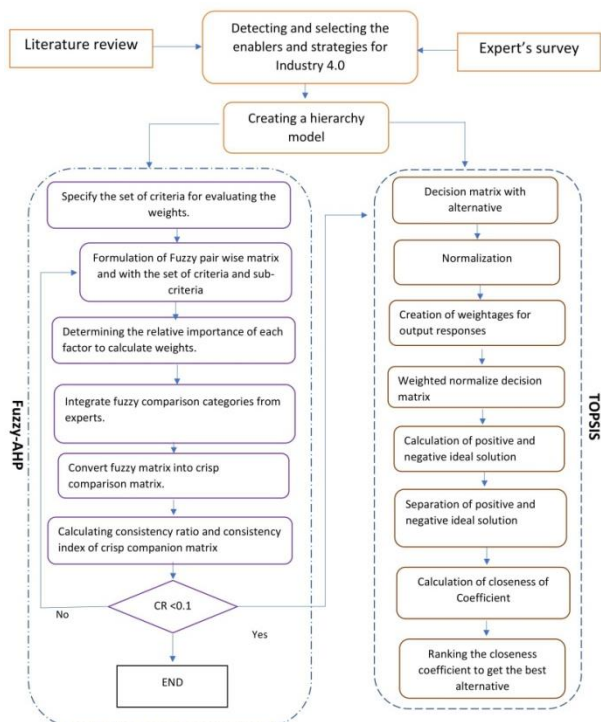 Literature review
Detecting and selecting the
enablers and strategies for
Industry 4.0
Expert's survey
Creating a hierarchy
model
Fuzzy-AHP
Specify the set of criteria for evaluating the
weights.
Formulation of Fuzzy pair wise matrix
and with the set of criteria and sub-
criteria
Determining the relative importance of each
factor to calculate weights.
Integrate fuzzy comparison categories from
experts.
Convert fuzzy matrix into crisp
comparison matrix.
Calculating consistency ratio and consistency
index of crisp companion matrix
CR <0.1
No
Yes
END
TOPSIS
Decision matrix with
alternative
Normalization
Creation of weightages for
output responses
Weighted normalize decision
matrix
Calculation of positive and
negative ideal solution
Separation of positive and
negative ideal solution
Calculation of closeness of
Coefficient
Ranking the closeness
coefficient to get the best
alternative